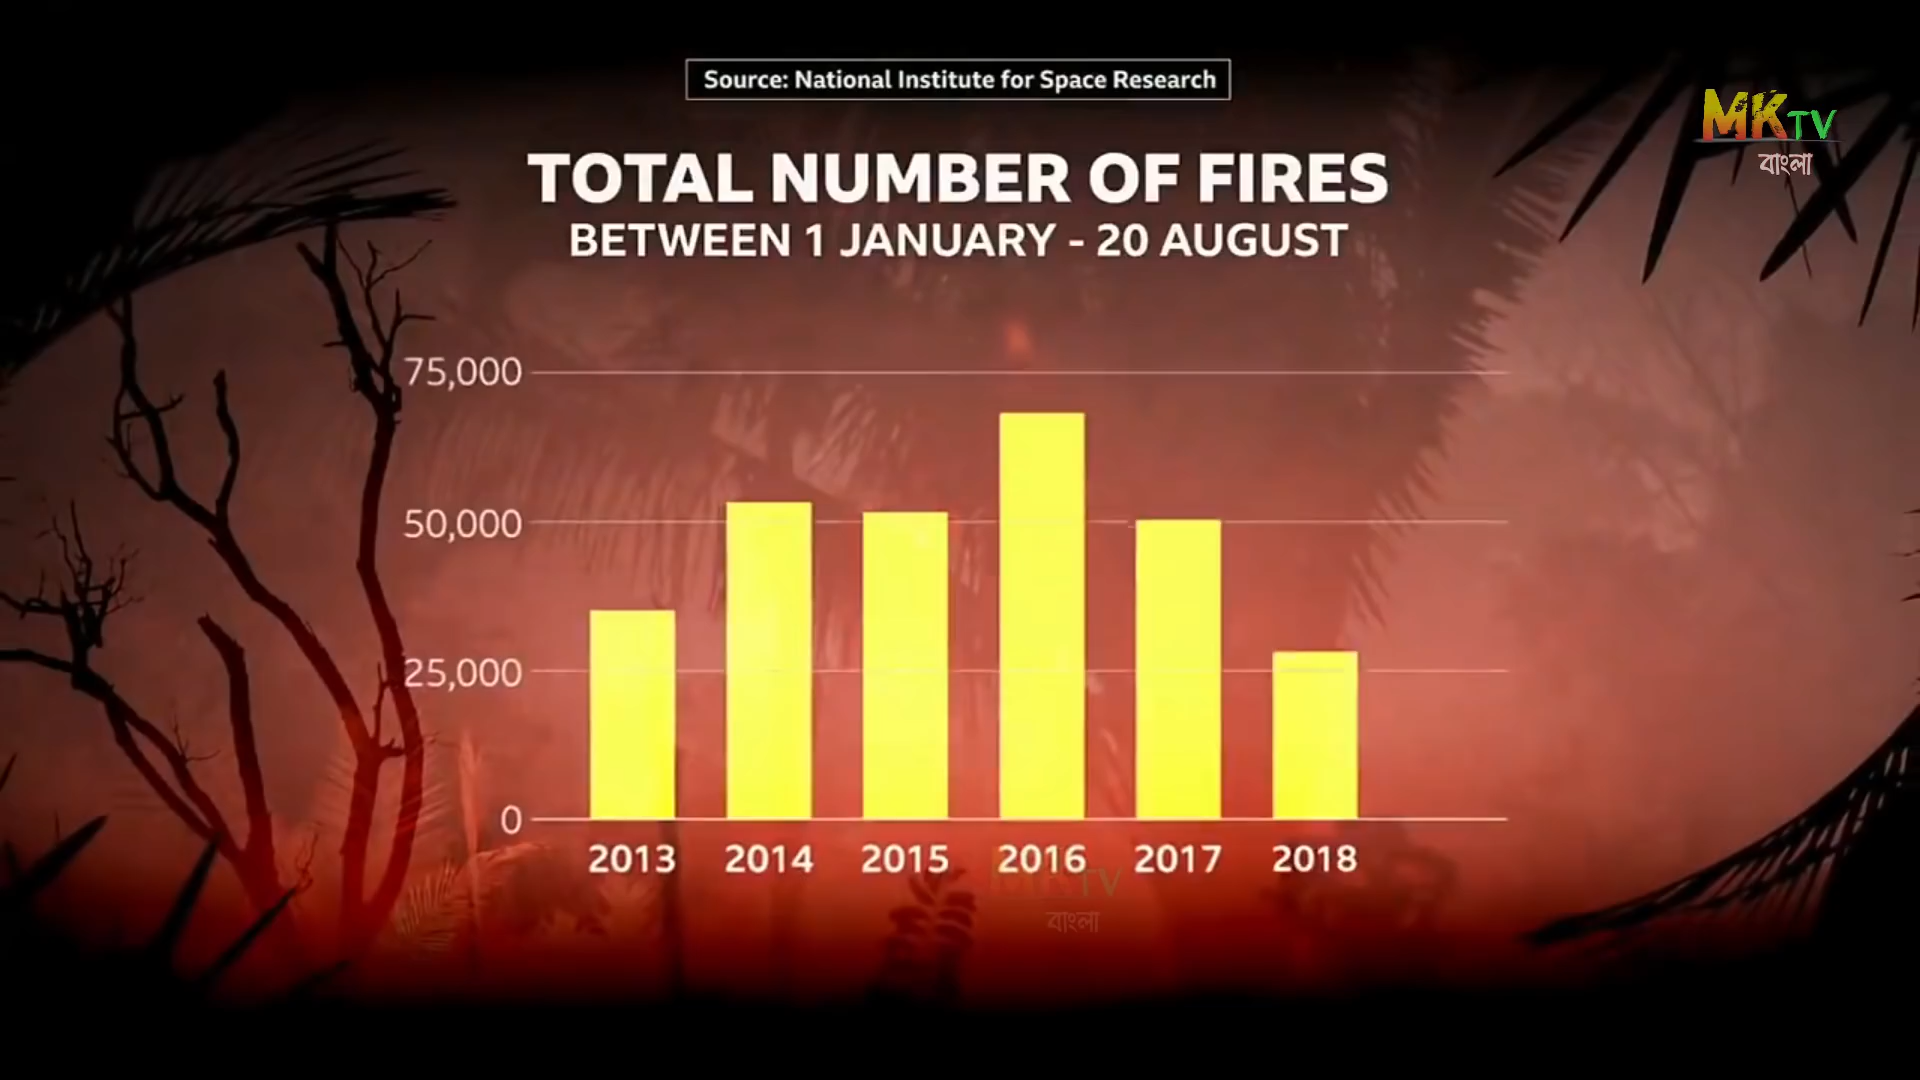 Source: National Institute for Space Research
MKTV
বাংলা
TOTAL NUMBER OF FIRES
BETWEEN 1 JANUARY - 20 AUGUST
75,000
50,000
25,000
0
2013 2014 2015 2016 2017 2018
MKTV
বাংলা